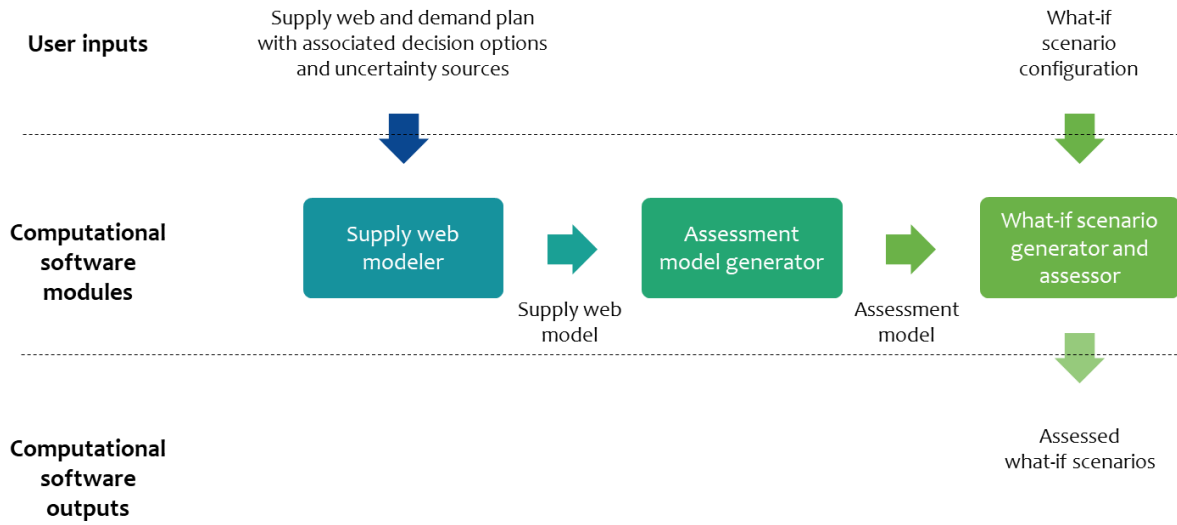 User inputs
Supply web and demand plan
with associated decision options
and uncertainty sources
What-if
scenario
configuration
Computational
software
modules
Supply web
modeler
Supply web
model
Assessment
model generator
Assessment
model
What-if scenario
generator and
assessor
Computational
software
outputs
Assessed
what-if scenarios